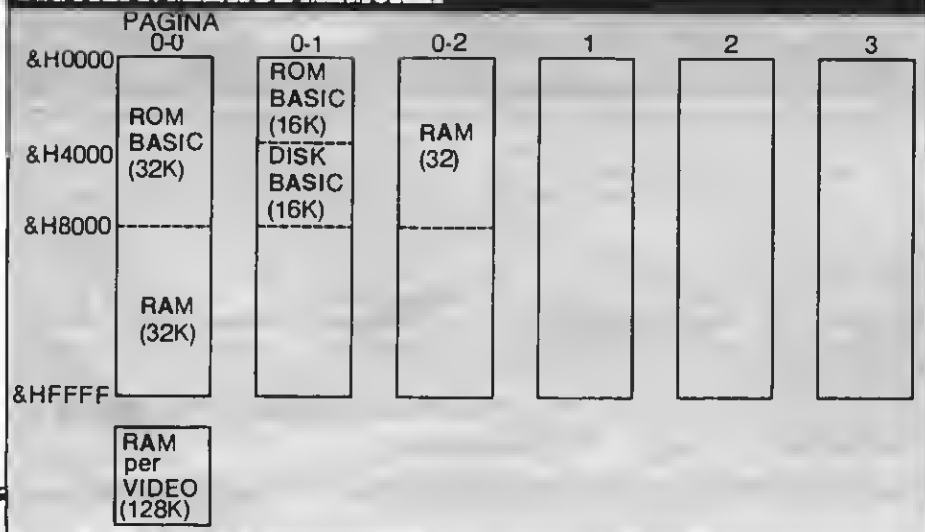 PAGINA
0-0 0-1 0-2 1 2 3
&H0000
ROM
BASIC
(32K)
ROM
BASIC
(16K)
RAM
(32)
&H4000
DISK
BASIC
(16K)
&H8000
RAM
(32K)
&HFFFF
RAM
per
VIDEO
(128K)